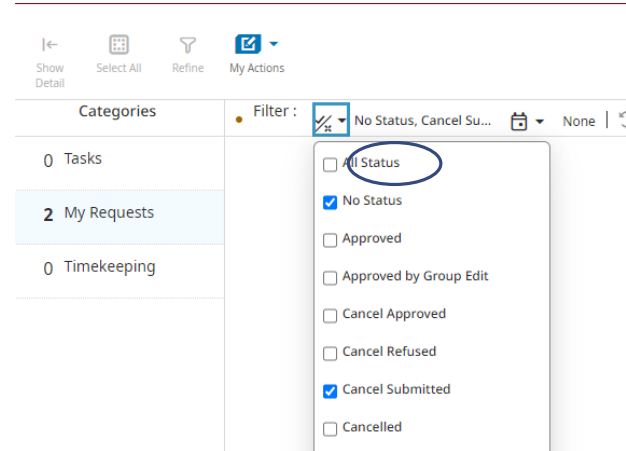 Show Detail
Select All
Refine
My Actions
Categories
Filter :
No Status, Cancel Su...
None
0 Tasks
2 My Requests
0 Timekeeping
All Status
No Status
Approved
Approved by Group Edit
Cancel Approved
Cancel Refused
Cancel Submitted
Cancelled